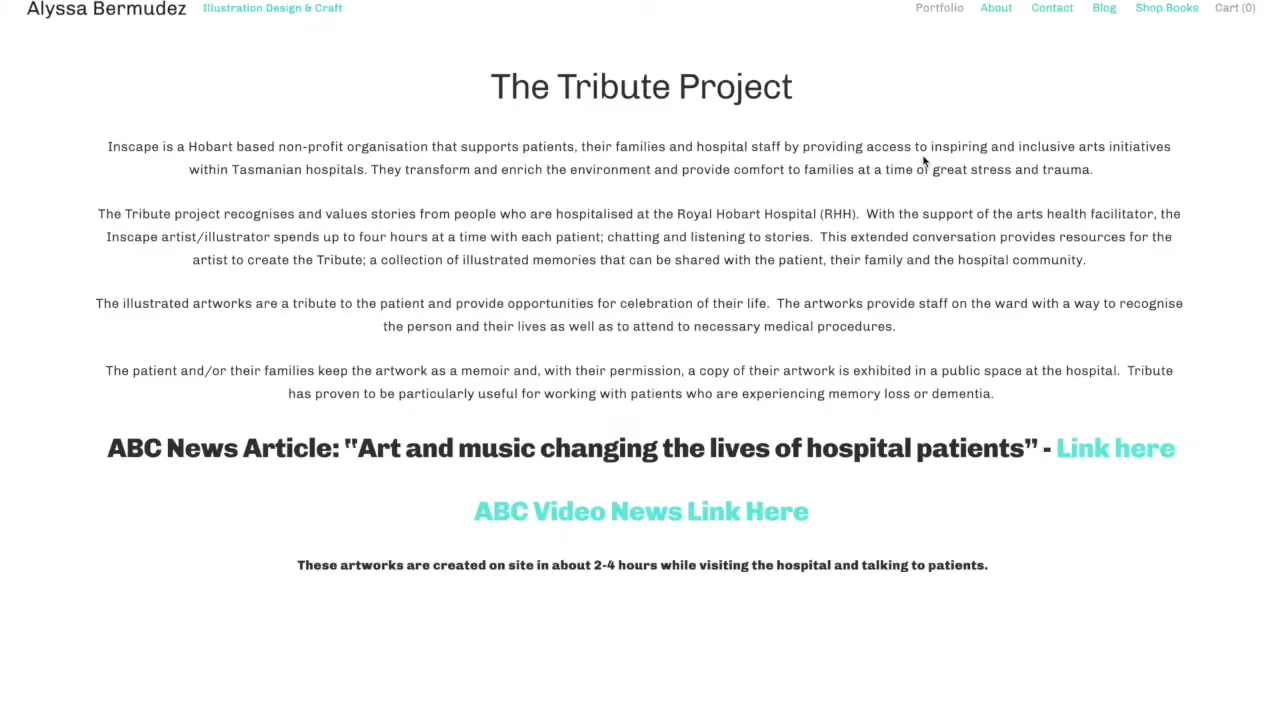 Alyssa Bermudez Illustration Design & Craft Portfolio About Contact Blog Shop Books Cart (0)
The Tribute Project
Inscape is a Hobart based non-profit organisation that supports patients, their families and hospital staff by providing access to inspiring and inclusive arts initiatives
within Tasmanian hospitals. They transform and enrich the environment and provide comfort to families at a time of great stress and trauma.
The Tribute project recognises and values stories from people who are hospitalised at the Royal Hobart Hospital (RHH). With the support of the arts health facilitator, the
Inscape artist/illustrator spends up to four hours at a time with each patient; chatting and listening to stories. This extended conversation provides resources for the
artist to create the Tribute; a collection of illustrated memories that can be shared with the patient, their family and the hospital community.
The illustrated artworks are a tribute to the patient and provide opportunities for celebration of their life. The artworks provide staff on the ward with a way to recognise
the person and their lives as well as to attend to necessary medical procedures.
The patient and/or their families keep the artwork as a memoir and, with their permission, a copy of their artwork is exhibited in a public space at the hospital. Tribute
has proven to be particularly useful for working with patients who are experiencing memory loss or dementia.
ABC News Article: "Art and music changing the lives of hospital patients” - Link here
ABC Video News Link Here
These artworks are created on site in about 2-4 hours while visiting the hospital and talking to patients.